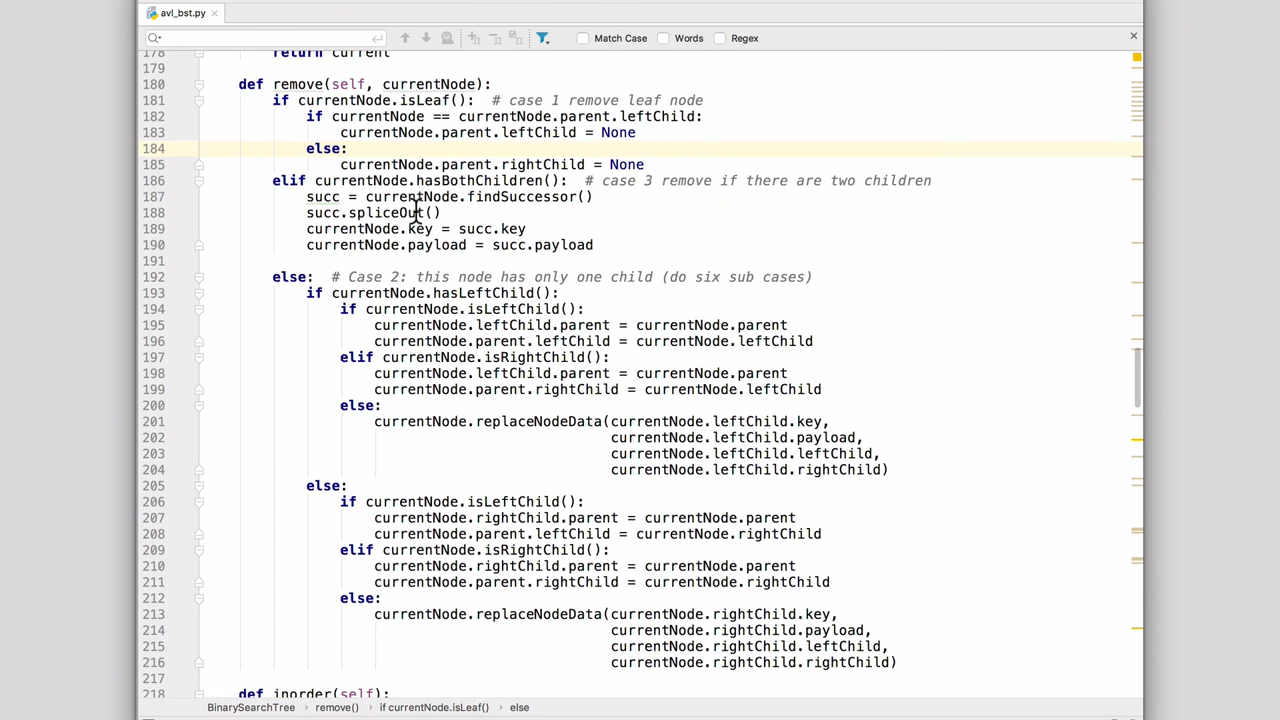 avl_bst.py
Match Case Words Regex
178 return current
179
180 def remove(self, currentNode):
181 if currentNode.isLeaf(): # case 1 remove leaf node
182 if currentNode == currentNode.parent.leftChild:
183 currentNode.parent.leftChild = None
184 else:
185 currentNode.parent.rightChild = None
186 elif currentNode.hasBothChildren(): # case 3 remove if there are two children
187 succ = currentNode.findSuccessor()
188 succ.spliceOut()
189 currentNode.key = succ.key
190 currentNode.payload = succ.payload
191
192 else: # Case 2: this node has only one child (do six sub cases)
193 if currentNode.hasLeftChild():
194 if currentNode.isLeftChild():
195 currentNode.leftChild.parent = currentNode.parent
196 currentNode.parent.leftChild = currentNode.leftChild
197 elif currentNode.isRightChild():
198 currentNode.leftChild.parent = currentNode.parent
199 currentNode.parent.rightChild = currentNode.leftChild
200 else:
201 currentNode.replaceNodeData(currentNode.leftChild.key,
202 currentNode.leftChild.payload,
203 currentNode.leftChild.leftChild,
204 currentNode.leftChild.rightChild)
205 else:
206 if currentNode.isLeftChild():
207 currentNode.rightChild.parent = currentNode.parent
208 currentNode.parent.leftChild = currentNode.rightChild
209 elif currentNode.isRightChild():
210 currentNode.rightChild.parent = currentNode.parent
211 currentNode.parent.rightChild = currentNode.rightChild
212 else:
213 currentNode.replaceNodeData(currentNode.rightChild.key,
214 currentNode.rightChild.payload,
215 currentNode.rightChild.leftChild,
216 currentNode.rightChild.rightChild)
217
218 def inorder(self):
BinarySearchTree › remove() › if currentNode.isLeaf() › else